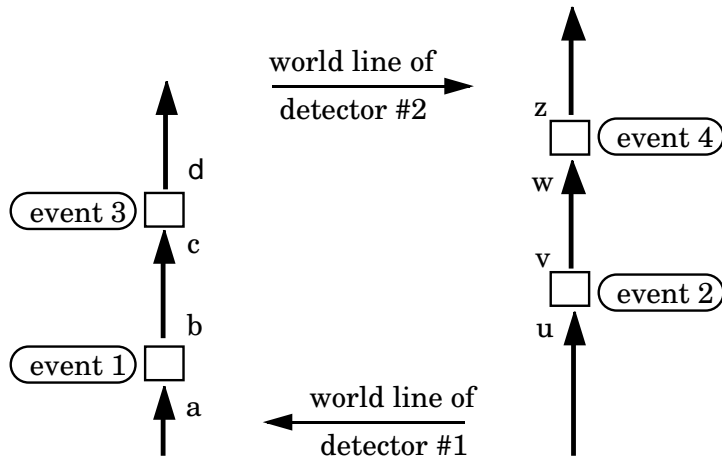 world line of
detector #2
z
event 4
d
w
event 3
c
v
event 2
b
u
event 1
a
world line of
detector #1